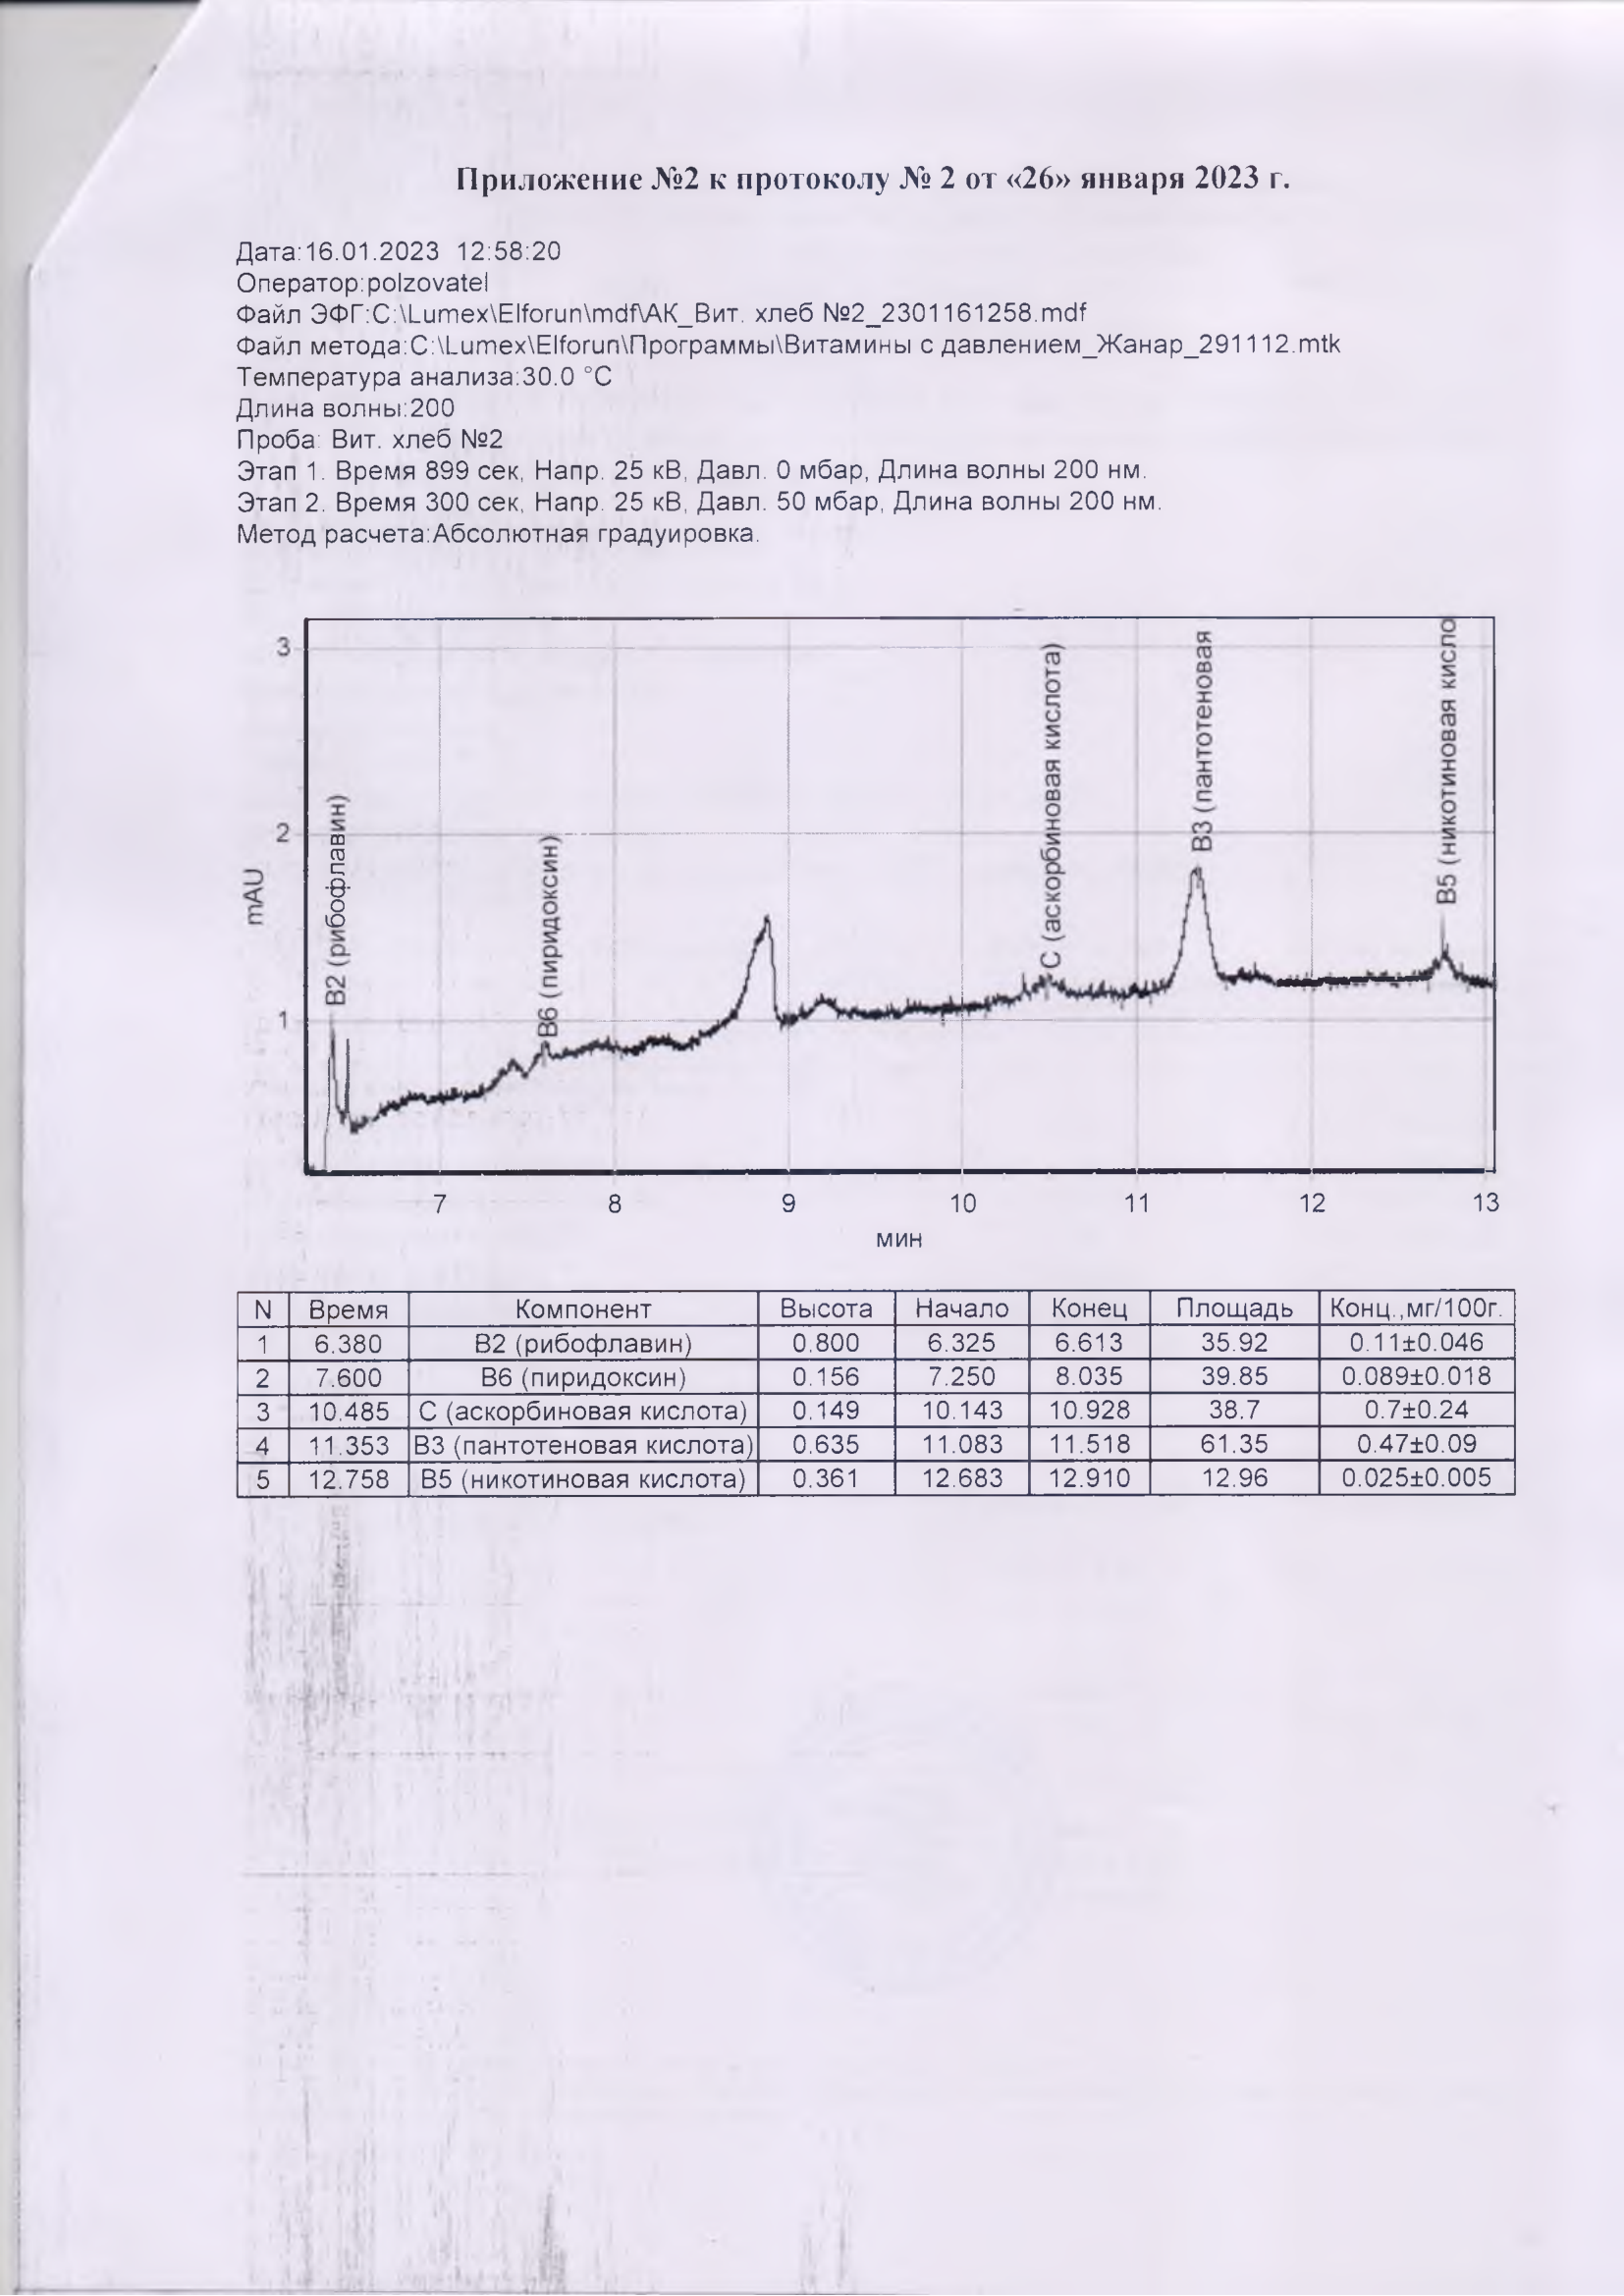 Приложение №2 к протоколу № 2 от «26» января 2023 г.
Дата:16.01.2023 12:58:20
Оператор:polzovatel
Файл ЭФГ:C:\Lumex\Elforun\mdf\АК_Вит. хлеб №2_2301161258.mdf
Файл метода:C:\Lumex\Elforun\Программы\Витамины с давлением_Жанар_291112.mtk
Температура анализа:30.0 °C
Длина волны:200
Проба: Вит. хлеб №2
Этап 1. Время 899 сек, Напр. 25 кВ, Давл. 0 мбар, Длина волны 200 нм.
Этап 2. Время 300 сек, Напр. 25 кВ, Давл. 50 мбар, Длина волны 200 нм.
Метод расчета:Абсолютная градуировка.
3
2
1
mAU
B2 (рибофлавин)
B6 (пиридоксин)
C (аскорбиновая кислота)
B3 (пантотеновая
B5 (никотиновая кисло
7 8 9 10 11 12 13
мин
N Время Компонент Высота Начало Конец Площадь Конц.,мг/100г.
1 6.380 B2 (рибофлавин) 0.800 6.325 6.613 35.92 0.11±0.046
2 7.600 B6 (пиридоксин) 0.156 7.250 8.035 39.85 0.089±0.018
3 10.485 C (аскорбиновая кислота) 0.149 10.143 10.928 38.7 0.7±0.24
4 11.353 B3 (пантотеновая кислота) 0.635 11.083 11.518 61.35 0.47±0.09
5 12.758 B5 (никотиновая кислота) 0.361 12.683 12.910 12.96 0.025±0.005